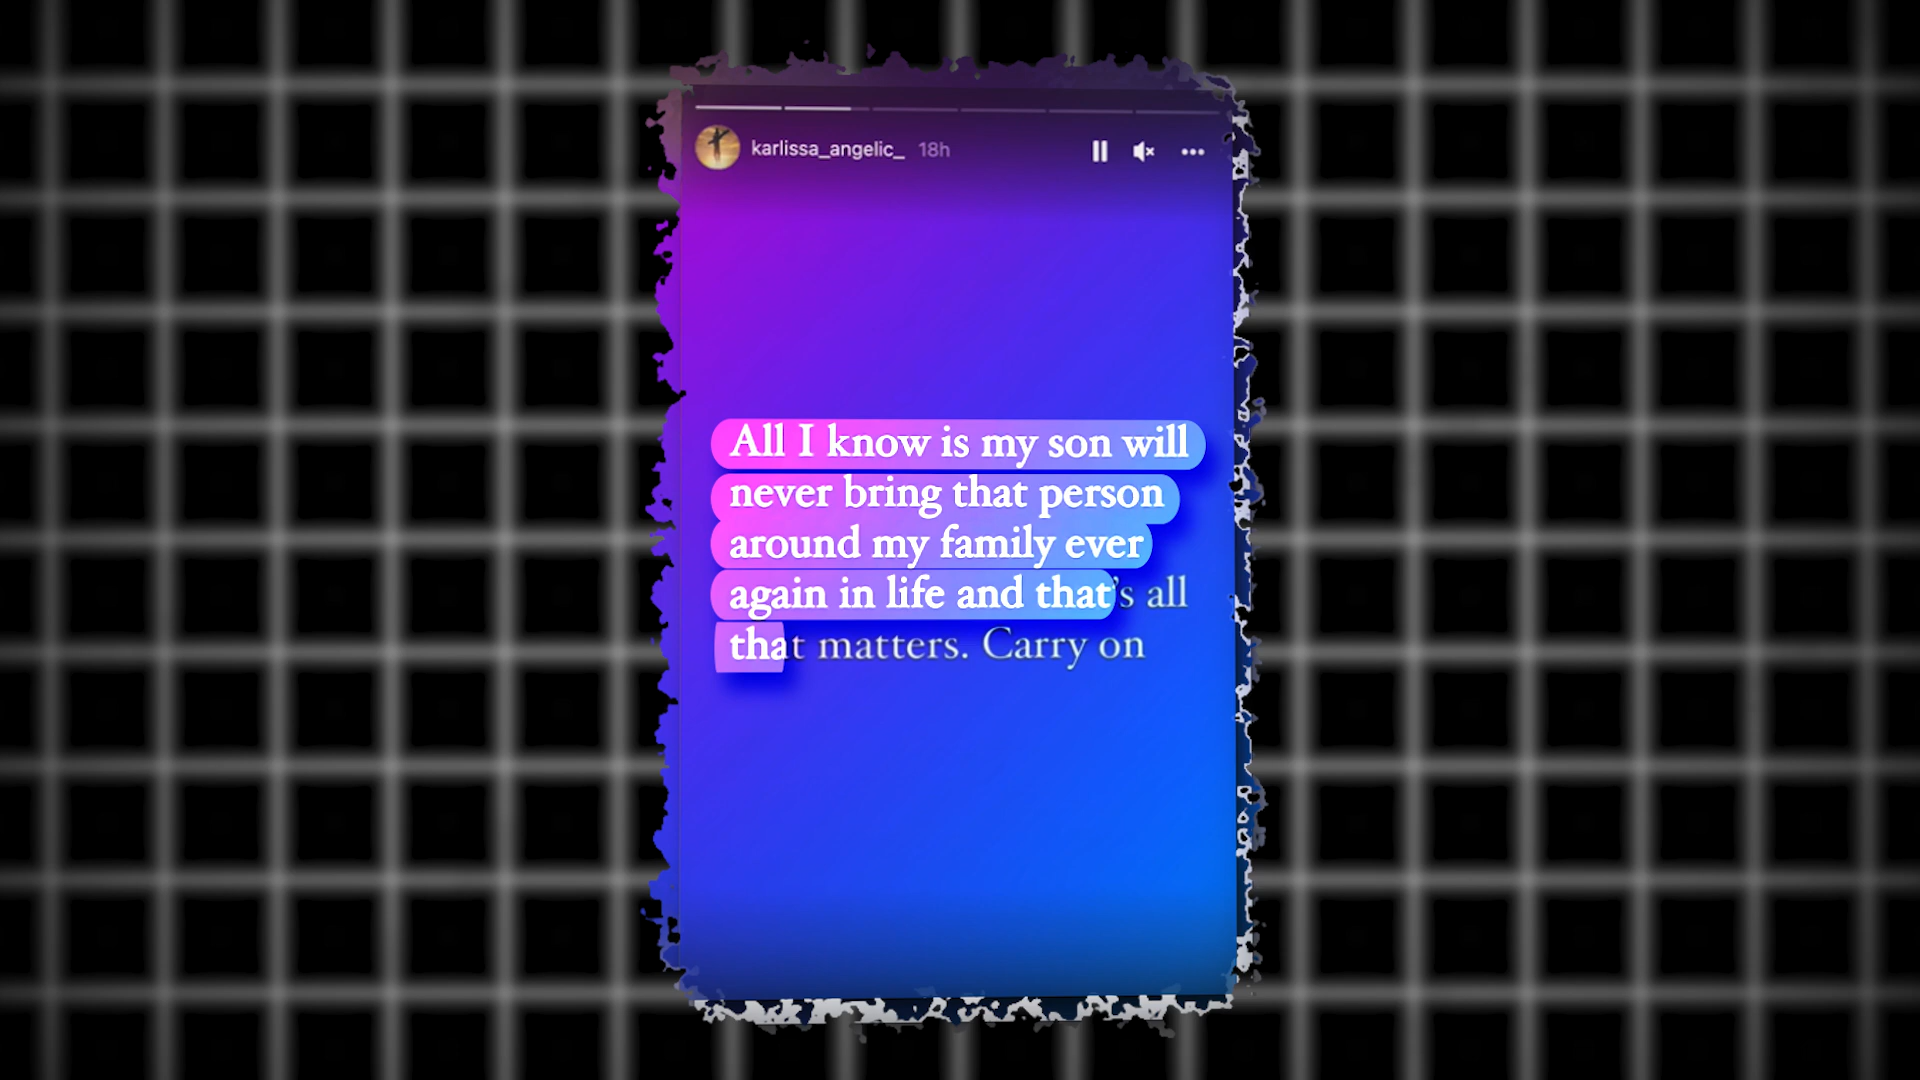 karlissa_angelic_ 18h
All I know is my son will
never bring that person
around my family ever
again in life and that's all
that matters. Carry on